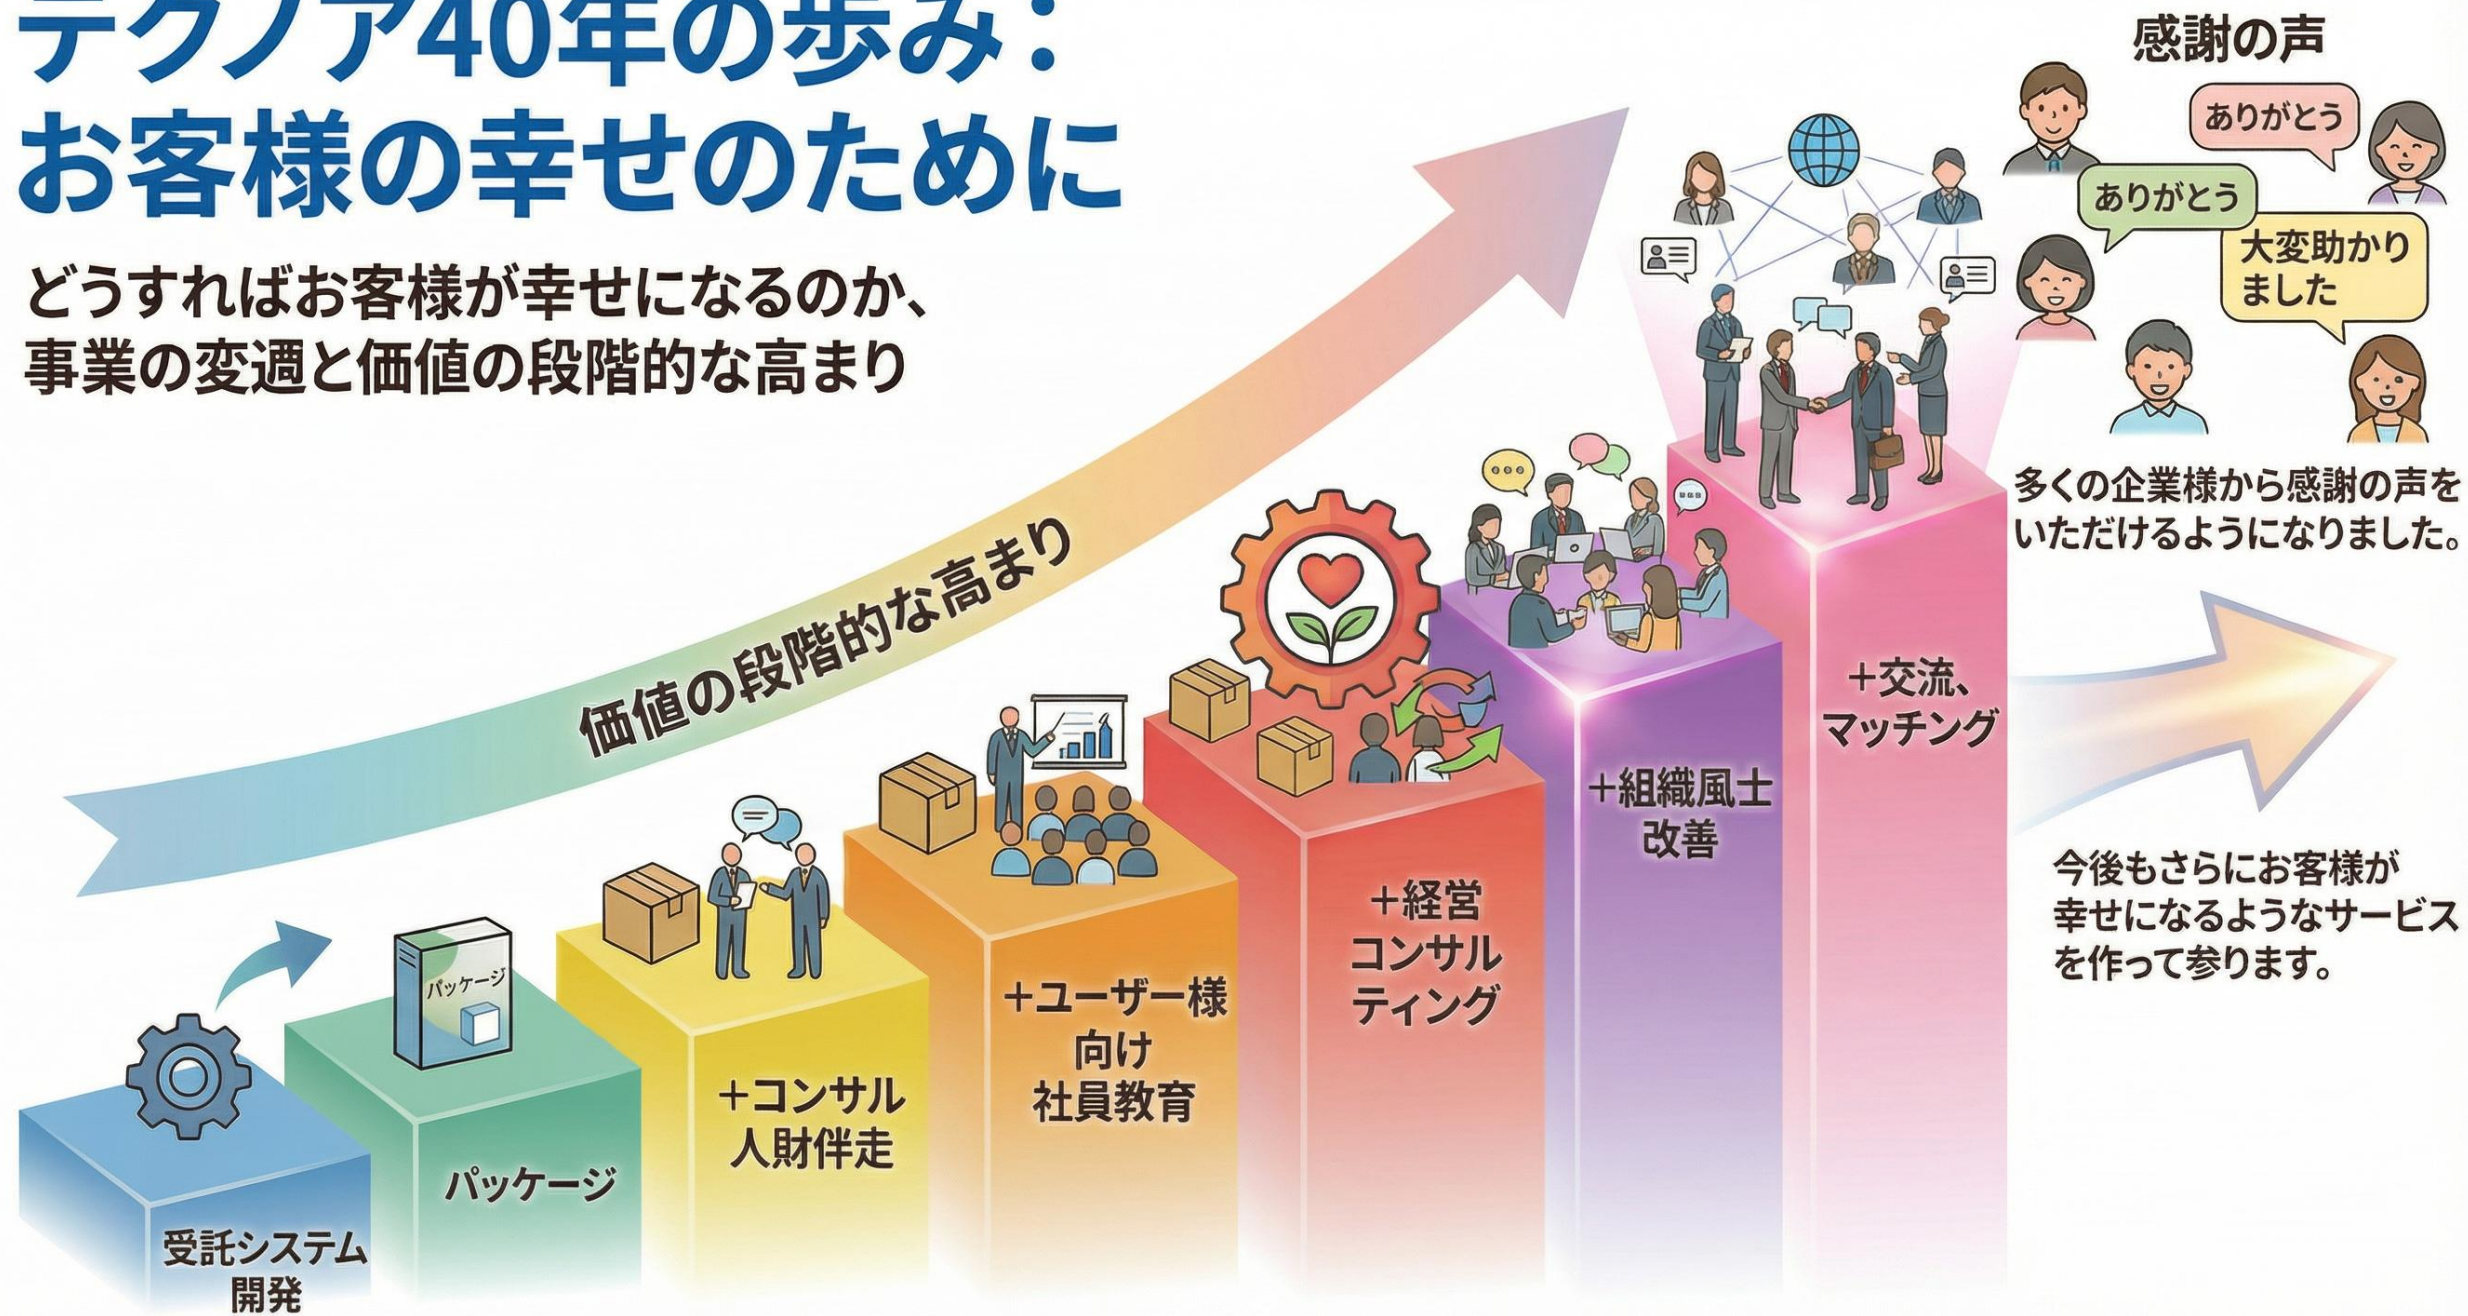 テクノア40年の歩み：
お客様の幸せのために
どうすればお客様が幸せになるのか、
事業の変遇と価値の段階的な高まり
価値の段階的な高まり
感謝の声
ありがとう
ありがとう
大変助かり
ました
多くの企業様から感謝の声を
いただけるようになりました。
今後もさらにお客様が
幸せになるようなサービス
を作って参ります。
パッケージ
受託システム
開発
パッケージ
＋コンサル
人財伴走
＋ユーザー様
向け
社員教育
＋経営
コンサル
ティング
＋組織風士
改善
＋交流、
マッチング